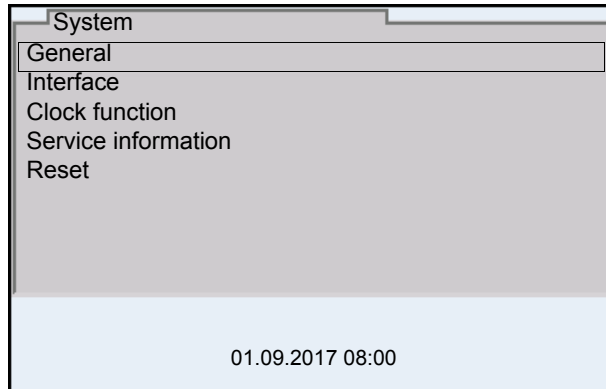 System
General
Interface
Clock function
Service information
Reset
01.09.2017 08:00